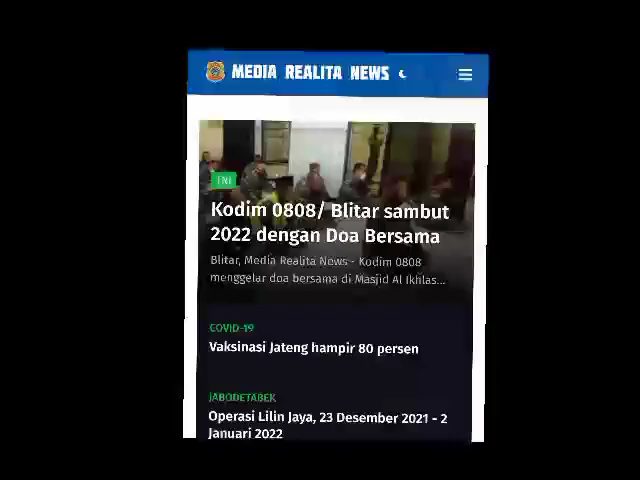 MEDIA REALITA NEWS
TNI
Kodim 0808/ Blitar sambut
2022 dengan Doa Bersama
Blitar, Media Realita News - Kodim 0808
menggelar doa bersama di Masjid Al Ikhlas...
COVID-19
Vaksinasi Jateng hampir 80 persen
JABODETABEK
Operasi Lilin Jaya, 23 Desember 2021 - 2
Januari 2022